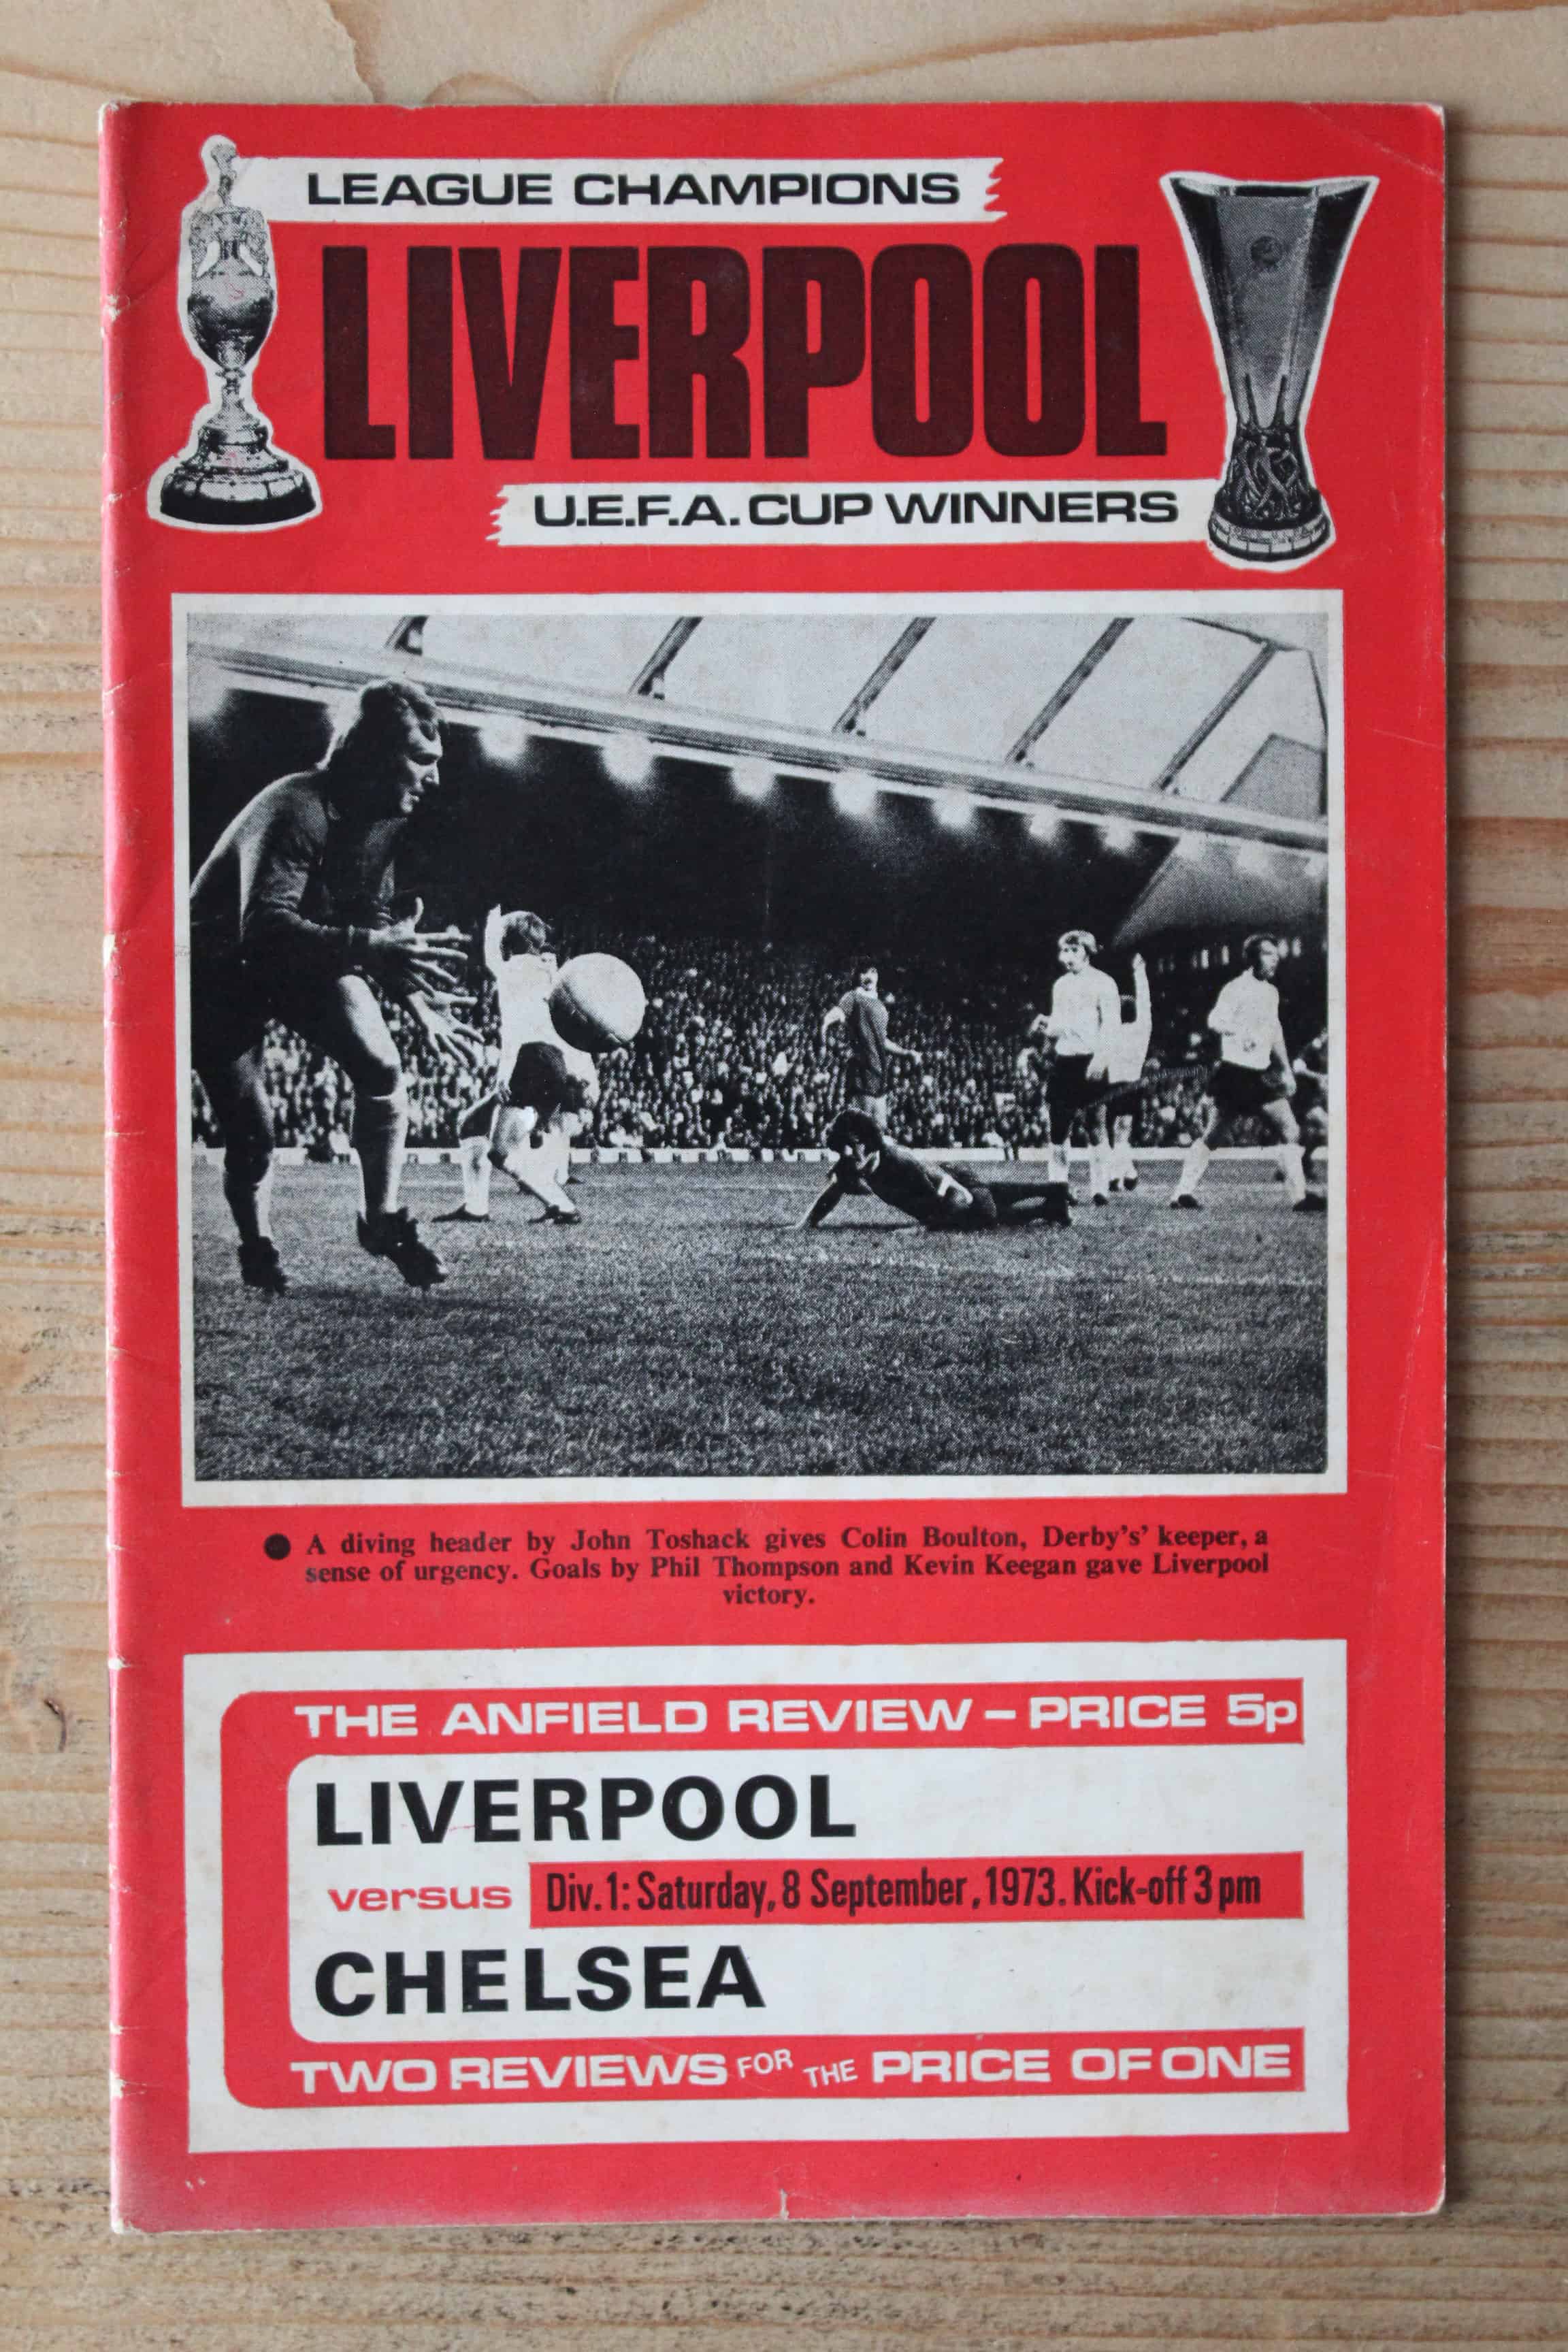 LEAGUE CHAMPIONS
LIVERPOOL
U.E.F.A. CUP WINNERS
● A diving header by John Toshack gives Colin Boulton, Derby's' keeper, a
sense of urgency. Goals by Phil Thompson and Kevin Keegan gave Liverpool
victory.
THE ANFIELD REVIEW – PRICE 5p
LIVERPOOL
versus Div.1: Saturday, 8 September, 1973. Kick-off 3 pm
CHELSEA
TWO REVIEWS FOR THE PRICE OF ONE